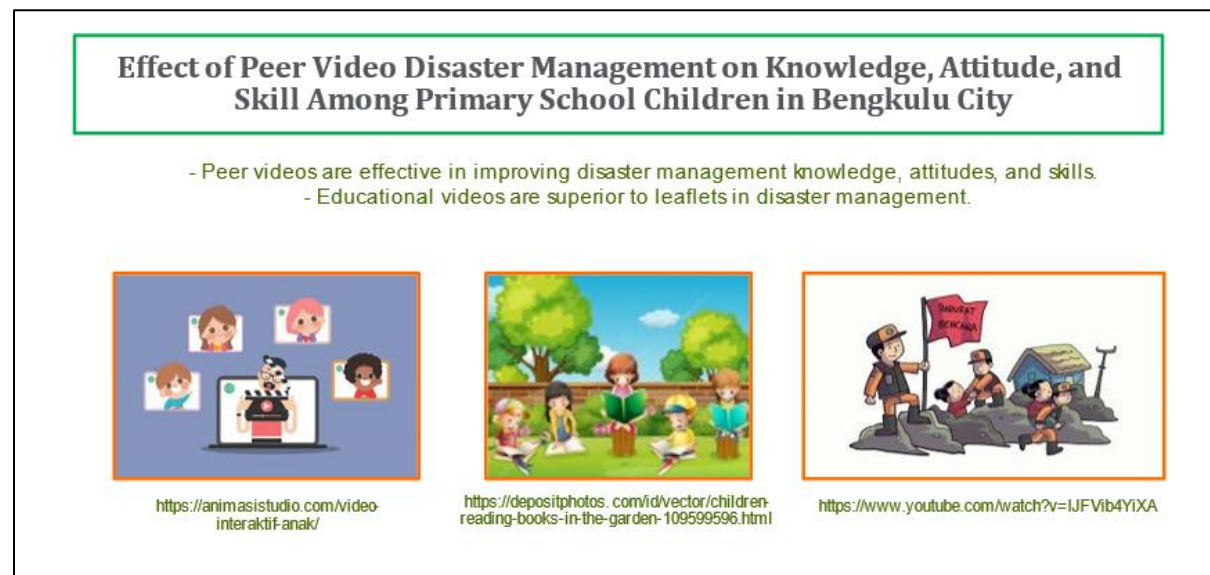 Effect of Peer Video Disaster Management on Knowledge, Attitude, and
Skill Among Primary School Children in Bengkulu City
- Peer videos are effective in improving disaster management knowledge, attitudes, and skills.
- Educational videos are superior to leaflets in disaster management.
DARURAT
BENCANA
https://animasistudio.com/video-
interaktif-anak/
https://depositphotos. com/id/vector/children-
reading-books-in-the-garden-109599596.html
https://www.youtube.com/watch?v=IJFVib4YiXA